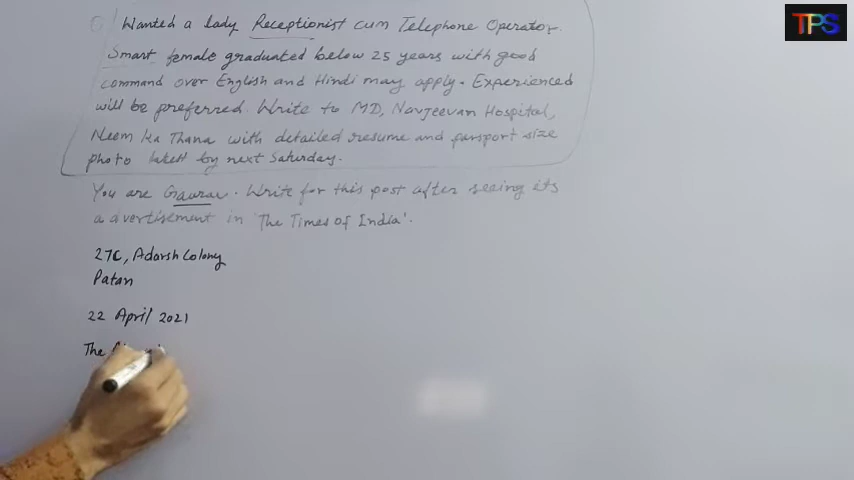 TPS
Wanted a lady Receptionist cum Telephone Operator.
Smart female graduated below 25 years with good
command over English and Hindi may apply. Experienced
will be preferred. Write to MD, Navjeevan Hospital,
Neem Ka Thana with detailed resume and passport size
photo latest by next Saturday.
You are Gaurav. Write for this post after seeing its
advertisement in 'The Times of India'.
27C, Adarsh Colony
Patan
22 April 2021
The